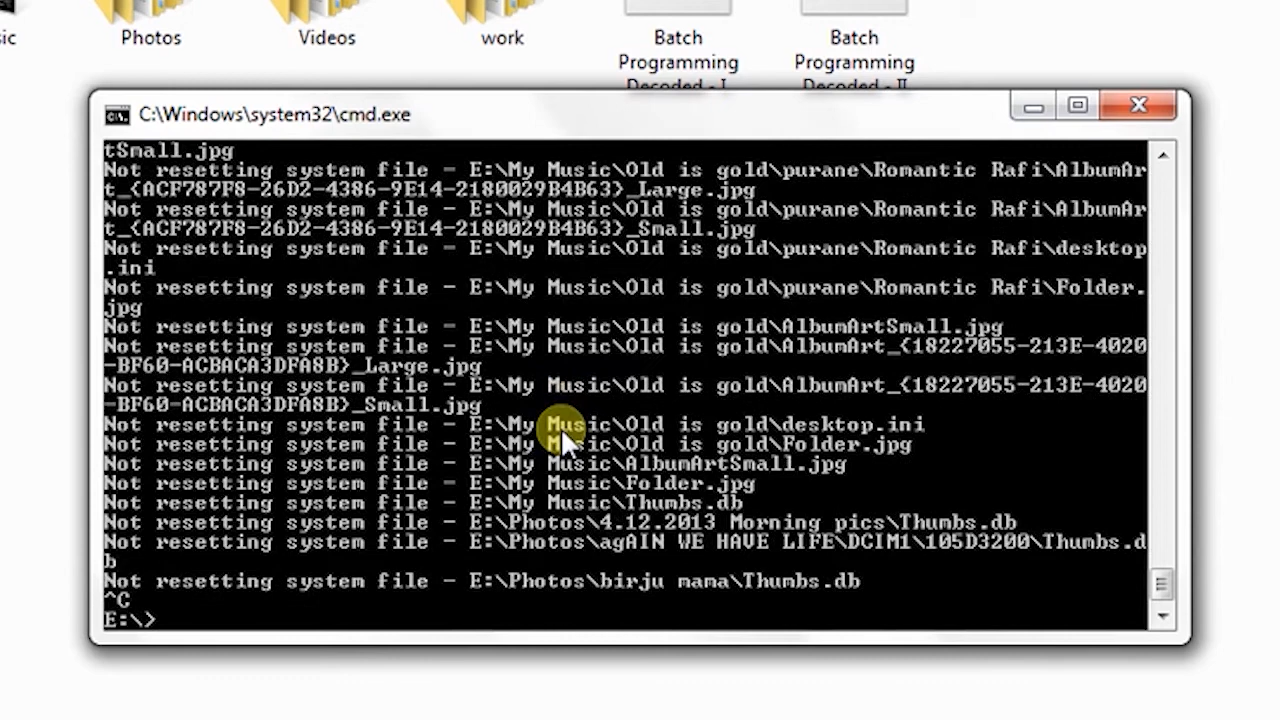 ic
Photos
Videos
work
Batch
Programming
Decoded - I
Batch
Programming
Decoded - II
C:\Windows\system32\cmd.exe
tSmall.jpg
Not resetting system file - E:\My Music\Old is gold\purane\Romantic Rafi\AlbumAr
t_{ACF787F8-26D2-4386-9E14-2180029B4B63}_Large.jpg
Not resetting system file - E:\My Music\Old is gold\purane\Romantic Rafi\AlbumAr
t_{ACF787F8-26D2-4386-9E14-2180029B4B63}_Small.jpg
Not resetting system file - E:\My Music\Old is gold\purane\Romantic Rafi\desktop
.ini
Not resetting system file - E:\My Music\Old is gold\purane\Romantic Rafi\Folder.
jpg
Not resetting system file - E:\My Music\Old is gold\AlbumArtSmall.jpg
Not resetting system file - E:\My Music\Old is gold\AlbumArt_{18227055-213E-4020
-BF60-ACBACA3DFA8B}_Large.jpg
Not resetting system file - E:\My Music\Old is gold\AlbumArt_{18227055-213E-4020
-BF60-ACBACA3DFA8B}_Small.jpg
Not resetting system file - E:\My Music\Old is gold\desktop.ini
Not resetting system file - E:\My Music\Old is gold\Folder.jpg
Not resetting system file - E:\My Music\AlbumArtSmall.jpg
Not resetting system file - E:\My Music\Folder.jpg
Not resetting system file - E:\My Music\Thumbs.db
Not resetting system file - E:\Photos\4.12.2013 Morning pics\Thumbs.db
Not resetting system file - E:\Photos\agAIN WE HAVE LIFE\DCIM1\105D3200\Thumbs.d
b
Not resetting system file - E:\Photos\birju mama\Thumbs.db
^C
E:\>